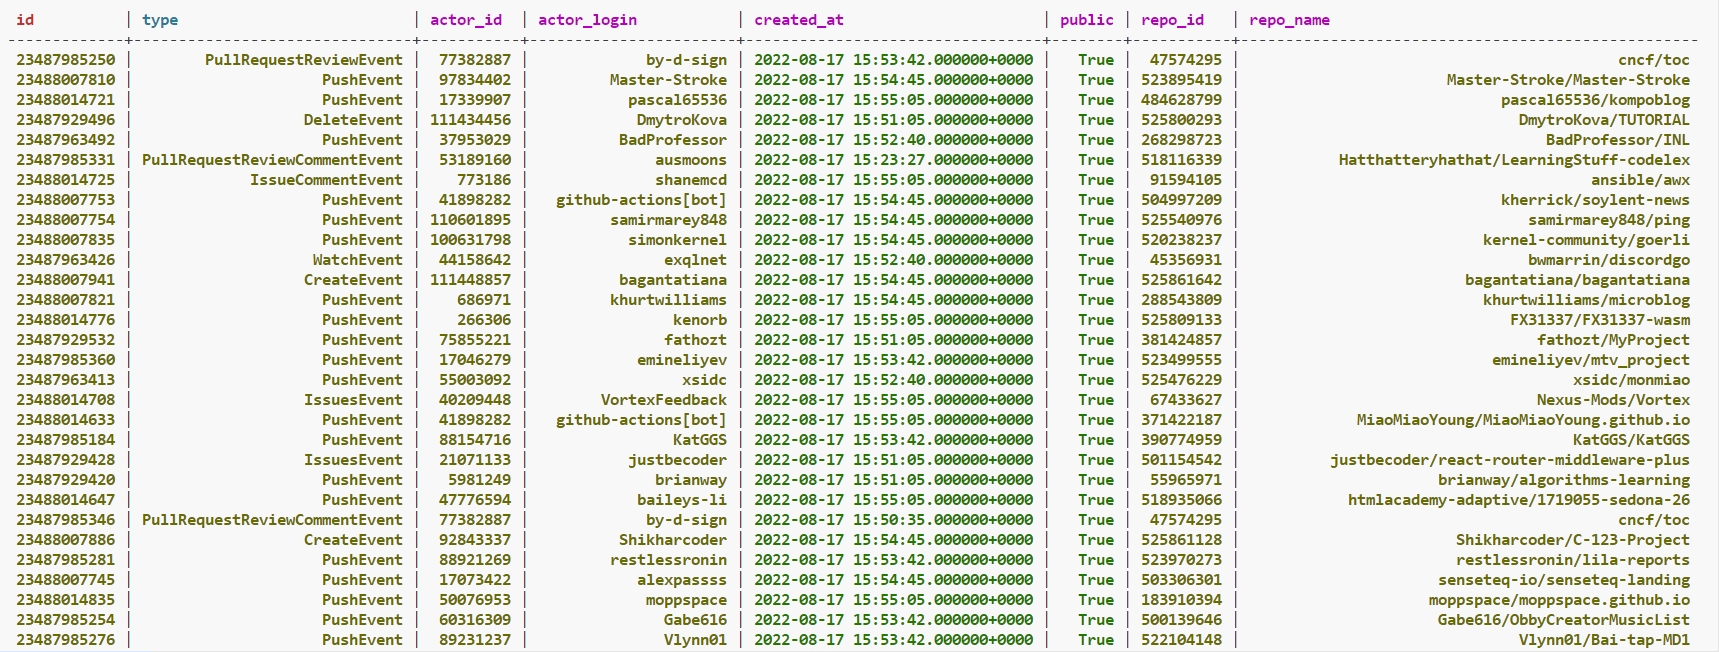 id | type | actor_id | actor_login | created_at | public | repo_id | repo_name
23487985250 | PullRequestReviewEvent | 77382887 | by-d-sign | 2022-08-17 15:53:42.000000+0000 | True | 47574295 | cncf/toc
23488007810 | PushEvent | 97834402 | Master-Stroke | 2022-08-17 15:54:45.000000+0000 | True | 523895419 | Master-Stroke/Master-Stroke
23488014721 | PushEvent | 17339907 | pascal65536 | 2022-08-17 15:55:05.000000+0000 | True | 484628799 | pascal65536/kompoblog
23487929496 | DeleteEvent | 111434456 | DmytroKova | 2022-08-17 15:51:05.000000+0000 | True | 525800293 | DmytroKova/TUTORIAL
23487963492 | PushEvent | 37953029 | BadProfessor | 2022-08-17 15:52:40.000000+0000 | True | 268298723 | BadProfessor/INL
23487985331 | PullRequestReviewCommentEvent | 53189160 | ausmoons | 2022-08-17 15:23:27.000000+0000 | True | 518116339 | Hatthatteryhathat/LearningStuff-codelex
23488014725 | IssueCommentEvent | 773186 | shanemcd | 2022-08-17 15:55:05.000000+0000 | True | 91594105 | ansible/awx
23488007753 | PushEvent | 41898282 | github-actions[bot] | 2022-08-17 15:54:45.000000+0000 | True | 504997209 | kherrick/soylent-news
23488007754 | PushEvent | 110601895 | samirmarey848 | 2022-08-17 15:54:45.000000+0000 | True | 525540976 | samirmarey848/ping
23488007835 | PushEvent | 100631798 | simonkernel | 2022-08-17 15:54:45.000000+0000 | True | 520238237 | kernel-community/goerli
23487963426 | WatchEvent | 44158642 | exqlnet | 2022-08-17 15:52:40.000000+0000 | True | 45356931 | bwmarrin/discordgo
23488007941 | CreateEvent | 111448857 | bagantatiana | 2022-08-17 15:54:45.000000+0000 | True | 525861642 | bagantatiana/bagantatiana
23488007821 | PushEvent | 686971 | khurtwilliams | 2022-08-17 15:54:45.000000+0000 | True | 288543809 | khurtwilliams/microblog
23488014776 | PushEvent | 266306 | kenorb | 2022-08-17 15:55:05.000000+0000 | True | 525809133 | FX31337/FX31337-wasm
23487929532 | PushEvent | 75855221 | fathozt | 2022-08-17 15:51:05.000000+0000 | True | 381424857 | fathozt/MyProject
23487985360 | PushEvent | 17046279 | emineliyev | 2022-08-17 15:53:42.000000+0000 | True | 523499555 | emineliyev/mtv_project
23487963413 | PushEvent | 55003092 | xsidc | 2022-08-17 15:52:40.000000+0000 | True | 525476229 | xsidc/monmiao
23488014708 | IssuesEvent | 40209448 | VortexFeedback | 2022-08-17 15:55:05.000000+0000 | True | 67433627 | Nexus-Mods/Vortex
23488014633 | PushEvent | 41898282 | github-actions[bot] | 2022-08-17 15:55:05.000000+0000 | True | 371422187 | MiaoMiaoYoung/MiaoMiaoYoung.github.io
23487985184 | PushEvent | 88154716 | KatGGS | 2022-08-17 15:53:42.000000+0000 | True | 390774959 | KatGGS/KatGGS
23487929428 | IssuesEvent | 21071133 | justbecoder | 2022-08-17 15:51:05.000000+0000 | True | 501154542 | justbecoder/react-router-middleware-plus
23487929420 | PushEvent | 5981249 | brianway | 2022-08-17 15:51:05.000000+0000 | True | 55965971 | brianway/algorithms-learning
23488014647 | PushEvent | 47776594 | baileys-li | 2022-08-17 15:55:05.000000+0000 | True | 518935066 | htmlacademy-adaptive/1719055-sedona-26
23487985346 | PullRequestReviewCommentEvent | 77382887 | by-d-sign | 2022-08-17 15:50:35.000000+0000 | True | 47574295 | cncf/toc
23488007886 | CreateEvent | 92843337 | Shikharcoder | 2022-08-17 15:54:45.000000+0000 | True | 525861128 | Shikharcoder/C-123-Project
23487985281 | PushEvent | 88921269 | restlessronin | 2022-08-17 15:53:42.000000+0000 | True | 523970273 | restlessronin/lila-reports
23488007745 | PushEvent | 17073422 | alexpassss | 2022-08-17 15:54:45.000000+0000 | True | 503306301 | senseteq-io/senseteq-landing
23488014835 | PushEvent | 50076953 | moppspace | 2022-08-17 15:55:05.000000+0000 | True | 183910394 | moppspace/moppspace.github.io
23487985254 | PushEvent | 60316309 | Gabe616 | 2022-08-17 15:53:42.000000+0000 | True | 500139646 | Gabe616/ObbyCreatorMusicList
23487985276 | PushEvent | 89231237 | Vlynn01 | 2022-08-17 15:53:42.000000+0000 | True | 522104148 | Vlynn01/Bai-tap-MD1